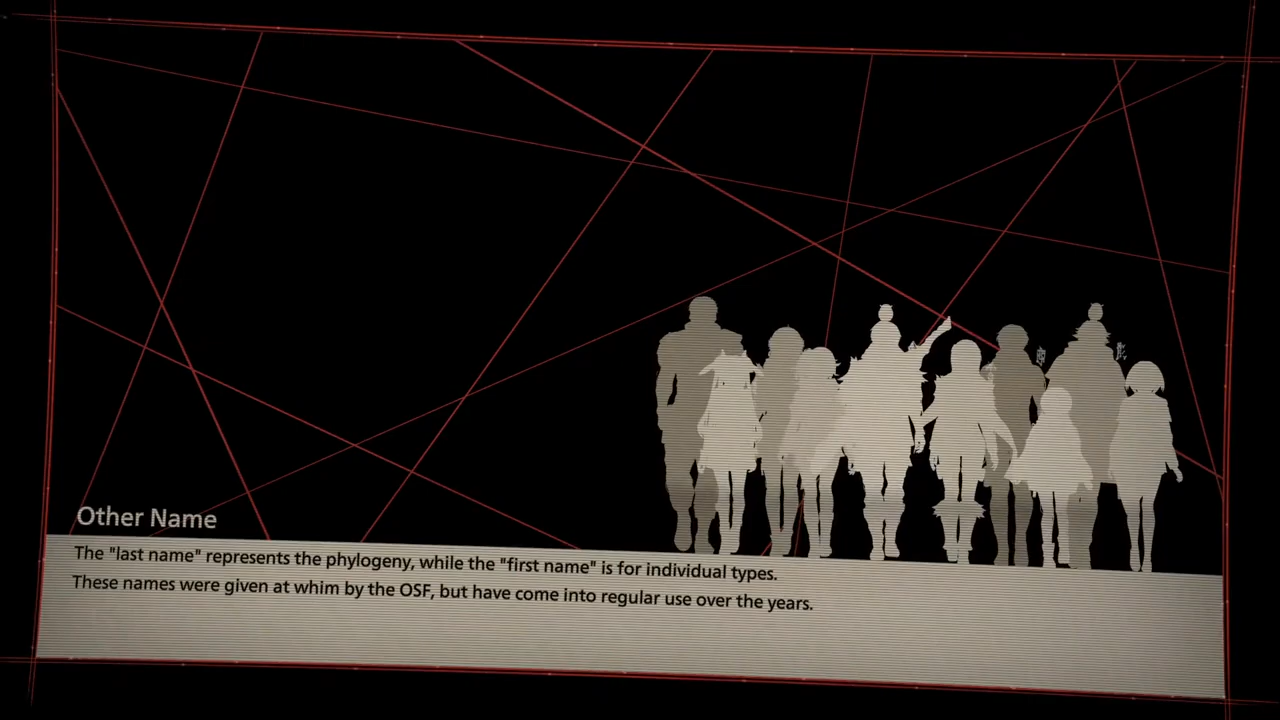 Other Name
The "last name" represents the phylogeny, while the "first name" is for individual types.
These names were given at whim by the OSF, but have come into regular use over the years.